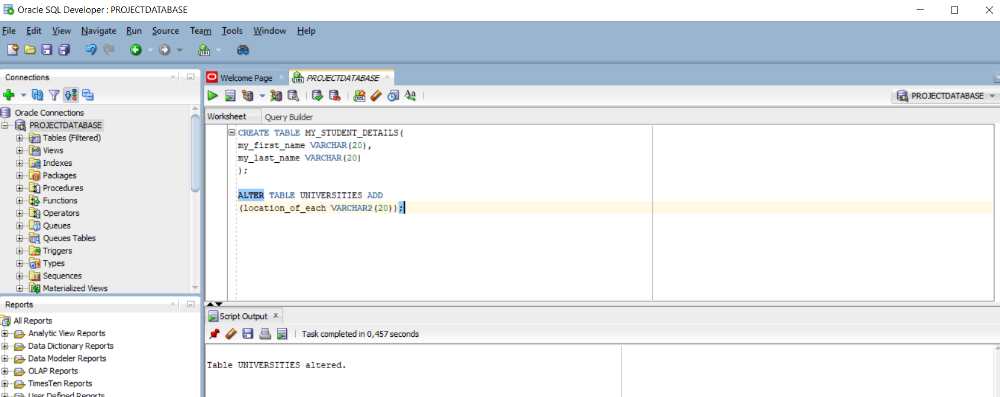 Oracle SQL Developer : PROJECTDATABASE
File Edit View Navigate Run Source Team Tools Window Help
Connections
Oracle Connections
PROJECTDATABASE
Tables (Filtered)
Views
Indexes
Packages
Procedures
Functions
Operators
Queues
Queues Tables
Triggers
Types
Sequences
Materialized Views
Reports
All Reports
Analytic View Reports
Data Dictionary Reports
Data Modeler Reports
OLAP Reports
TimesTen Reports
User Defined Reports
Welcome Page PROJECTDATABASE
PROJECTDATABASE
Worksheet Query Builder
CREATE TABLE MY_STUDENT_DETAILS(
my_first_name VARCHAR(20),
my_last_name VARCHAR(20)
);
ALTER TABLE UNIVERSITIES ADD
(location_of_each VARCHAR2(20));
Script Output
Task completed in 0,457 seconds
Table UNIVERSITIES altered.